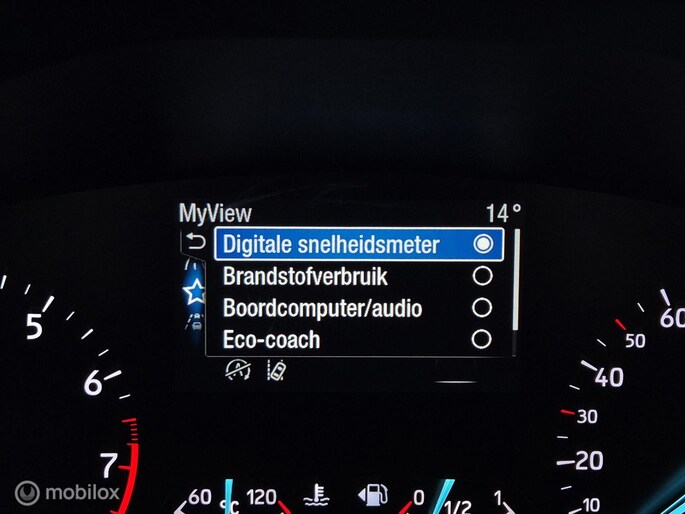 MyView 14°
Digitale snelheidsmeter
Brandstofverbruik
Boordcomputer/audio
Eco-coach
5
6
7
60
50
40
30
20
10
60 °C 120
0 1/2 1
mobilox